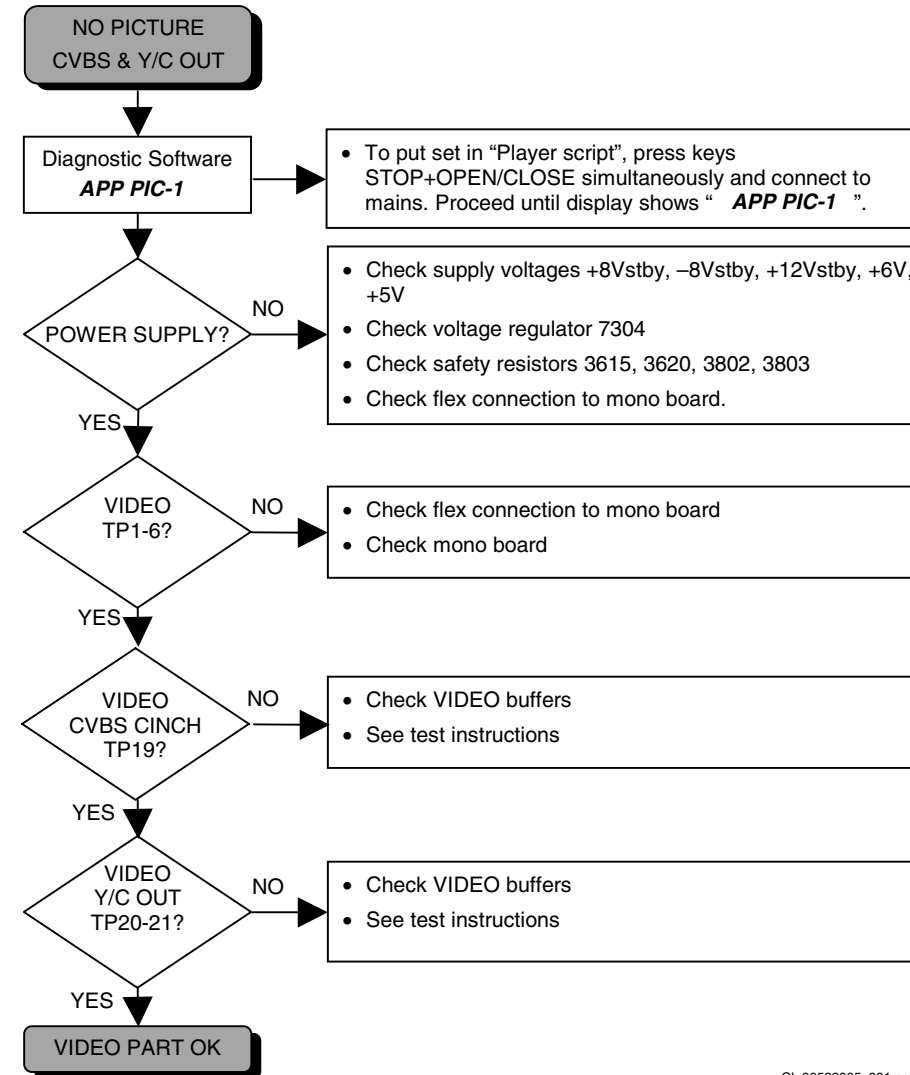 NO PICTURE
CVBS & Y/C OUT
Diagnostic Software
APP PIC-1
• To put set in “Player script”, press keys
STOP+OPEN/CLOSE simultaneously and connect to
mains. Proceed until display shows “ APP PIC-1 ”.
POWER SUPPLY?
NO
• Check supply voltages +8Vstby, –8Vstby, +12Vstby, +6V,
+5V
• Check voltage regulator 7304
• Check safety resistors 3615, 3620, 3802, 3803
• Check flex connection to mono board.
YES
VIDEO
TP1-6?
NO
• Check flex connection to mono board
• Check mono board
YES
VIDEO
CVBS CINCH
TP19?
NO
• Check VIDEO buffers
• See test instructions
YES
VIDEO
Y/C OUT
TP20-21?
NO
• Check VIDEO buffers
• See test instructions
YES
VIDEO PART OK